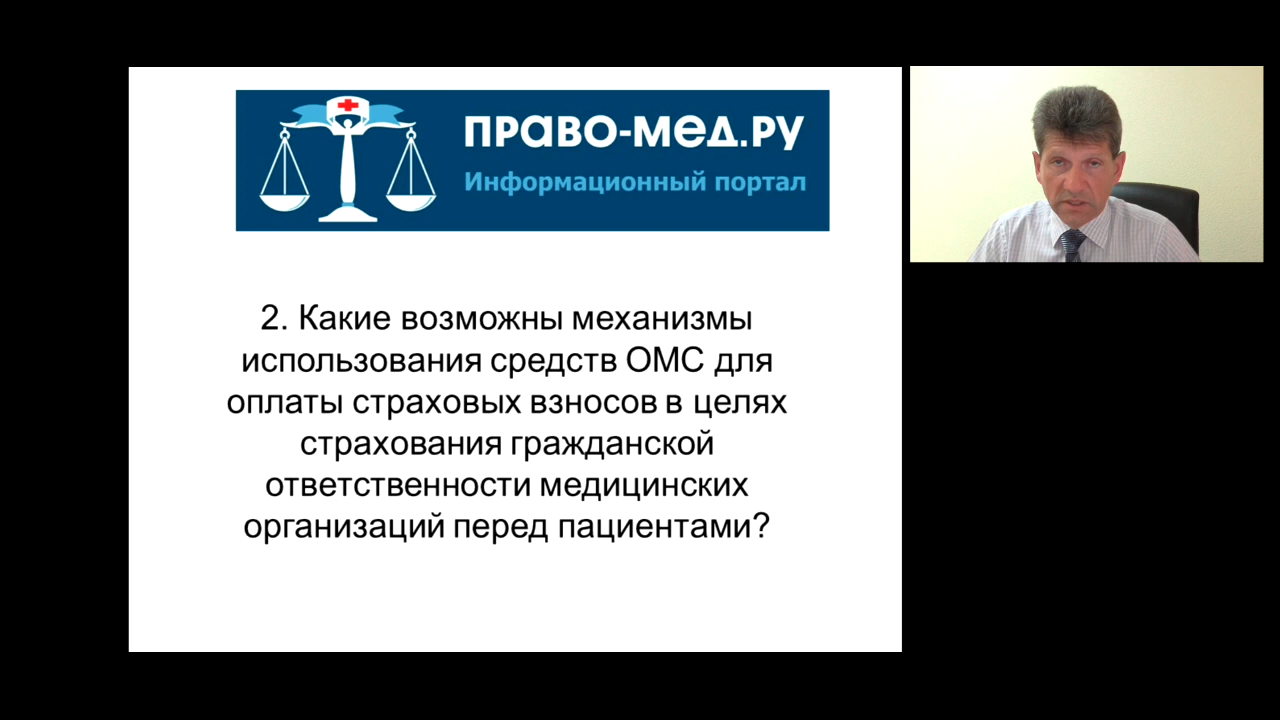 ПРАВО-МЕД.РУ
Информационный портал
2. Какие возможны механизмы
использования средств ОМС для
оплаты страховых взносов в целях
страхования гражданской
ответственности медицинских
организаций перед пациентами?